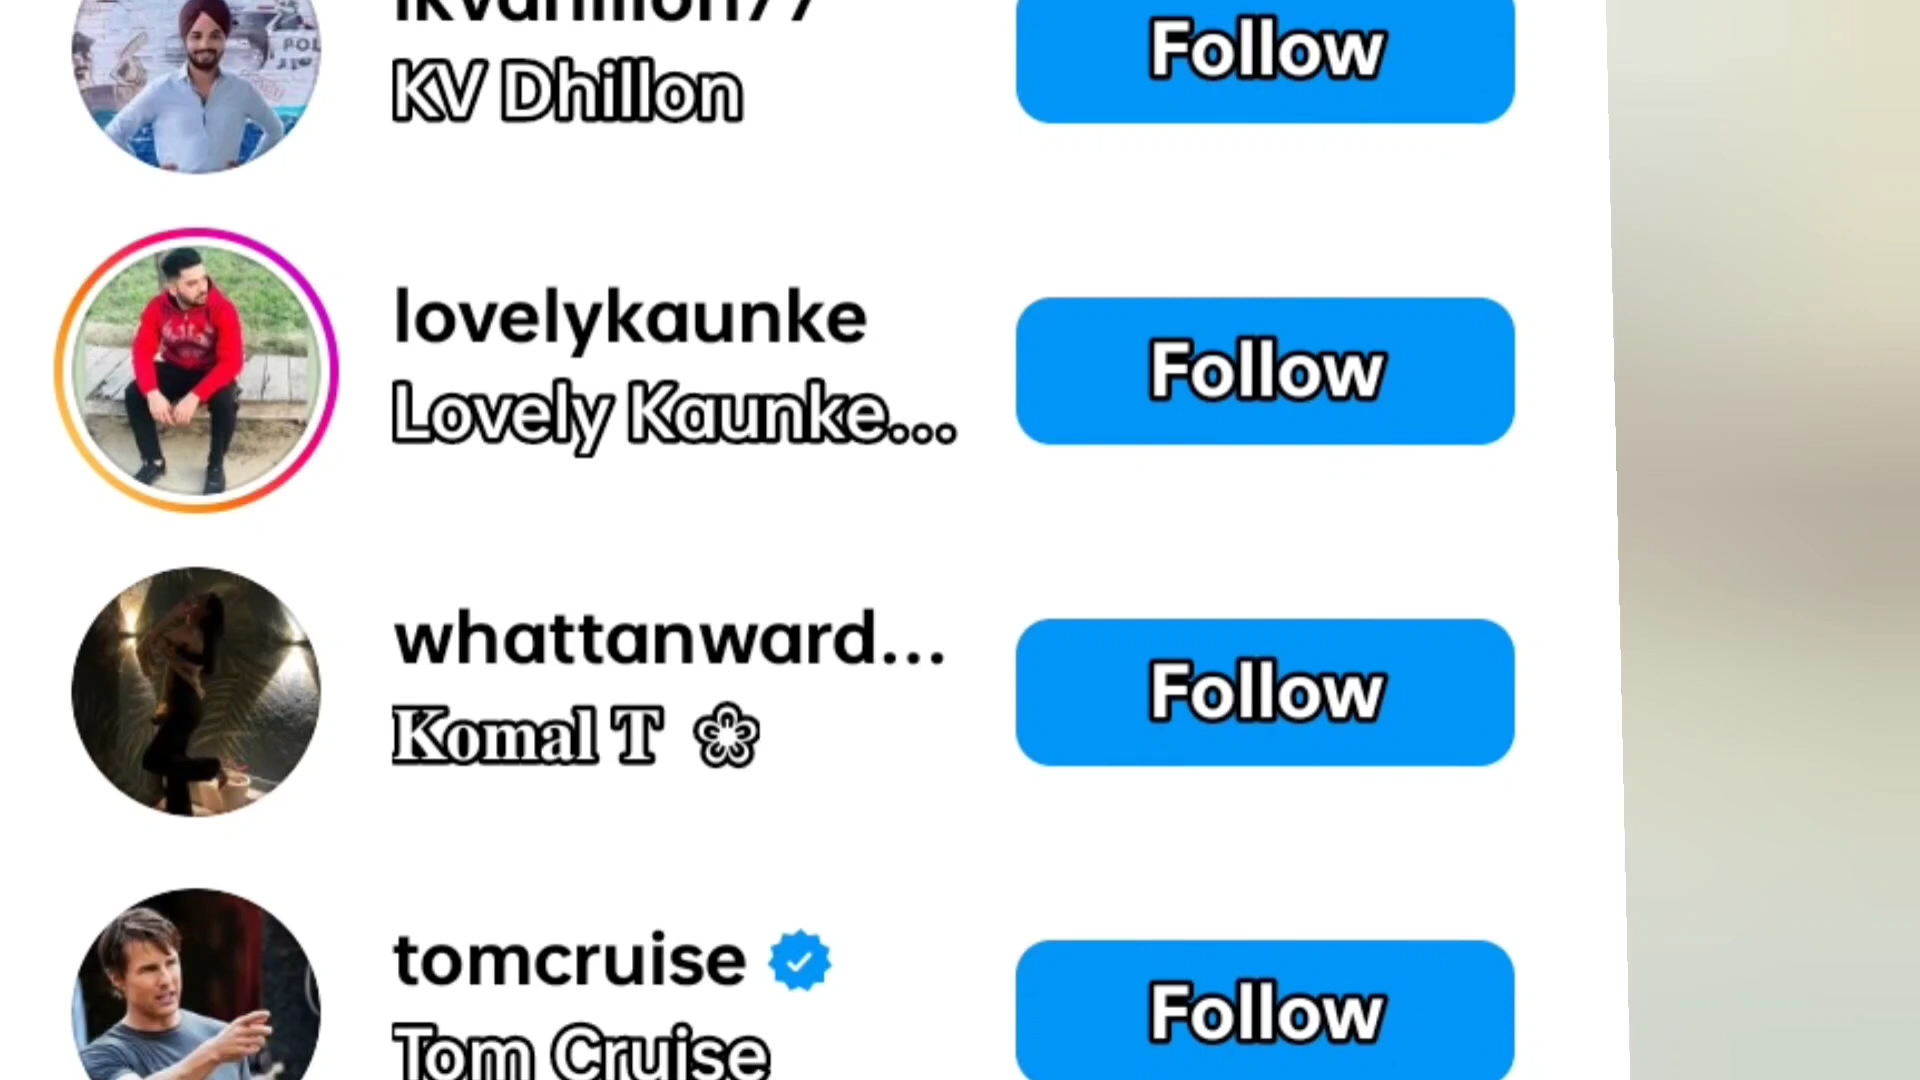 KV Dhillon
Follow
lovelykaunke
Lovely Kaunke...
Follow
whattanward...
Komal T ❀
Follow
tomcruise
Tom Cruise
Follow